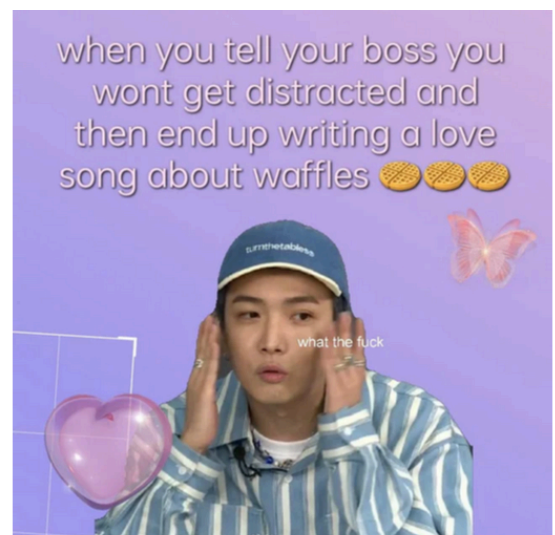 when you tell your boss you
wont get distracted and
then end up writing a love
song about waffles 🧇🧇🧇
turnthetabless
what the fuck